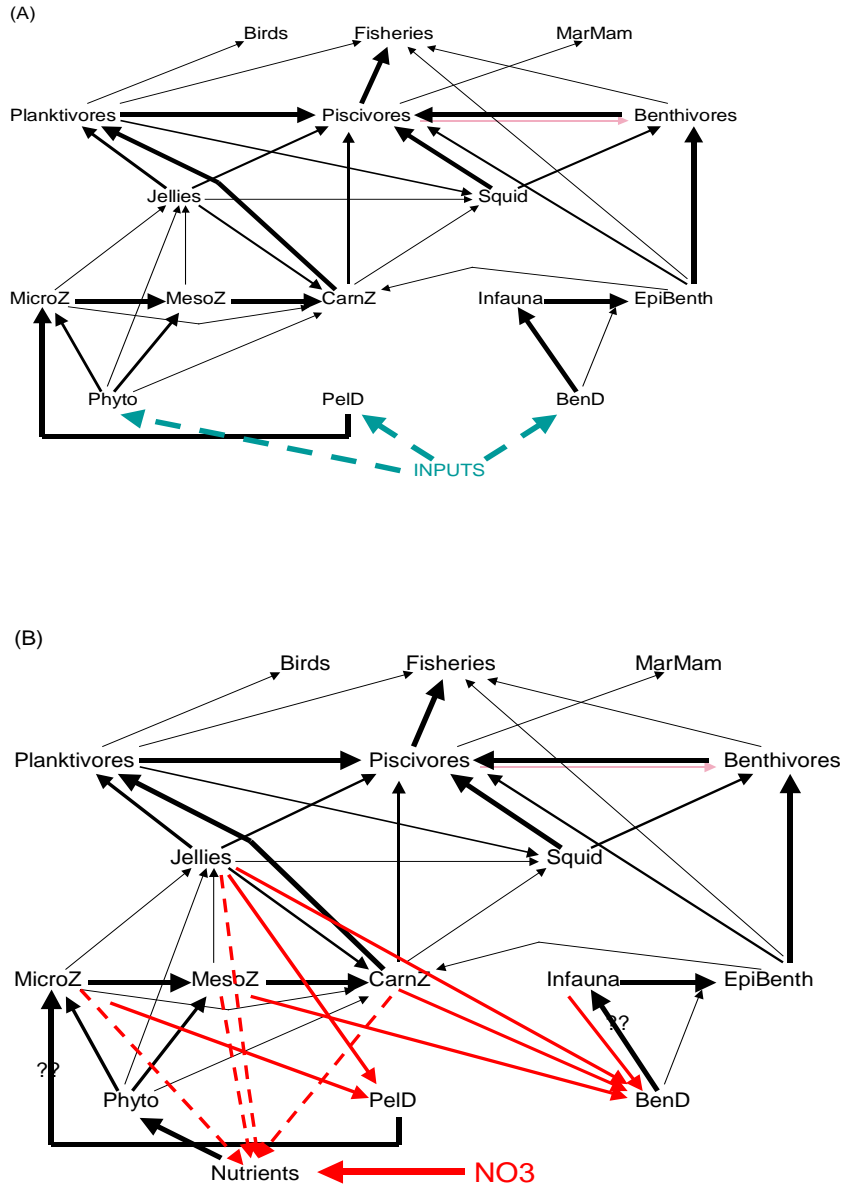 (A)
Birds Fisheries MarMam
Planktivores Piscivores Benthivores
Jellies Squid
MicroZ MesoZ CarnZ Infauna EpiBenth
Phyto PelD BenD
INPUTS
(B)
Birds Fisheries MarMam
Planktivores Piscivores Benthivores
Jellies Squid
MicroZ MesoZ CarnZ Infauna EpiBenth
??
??
Phyto PelD BenD
Nutrients NO3